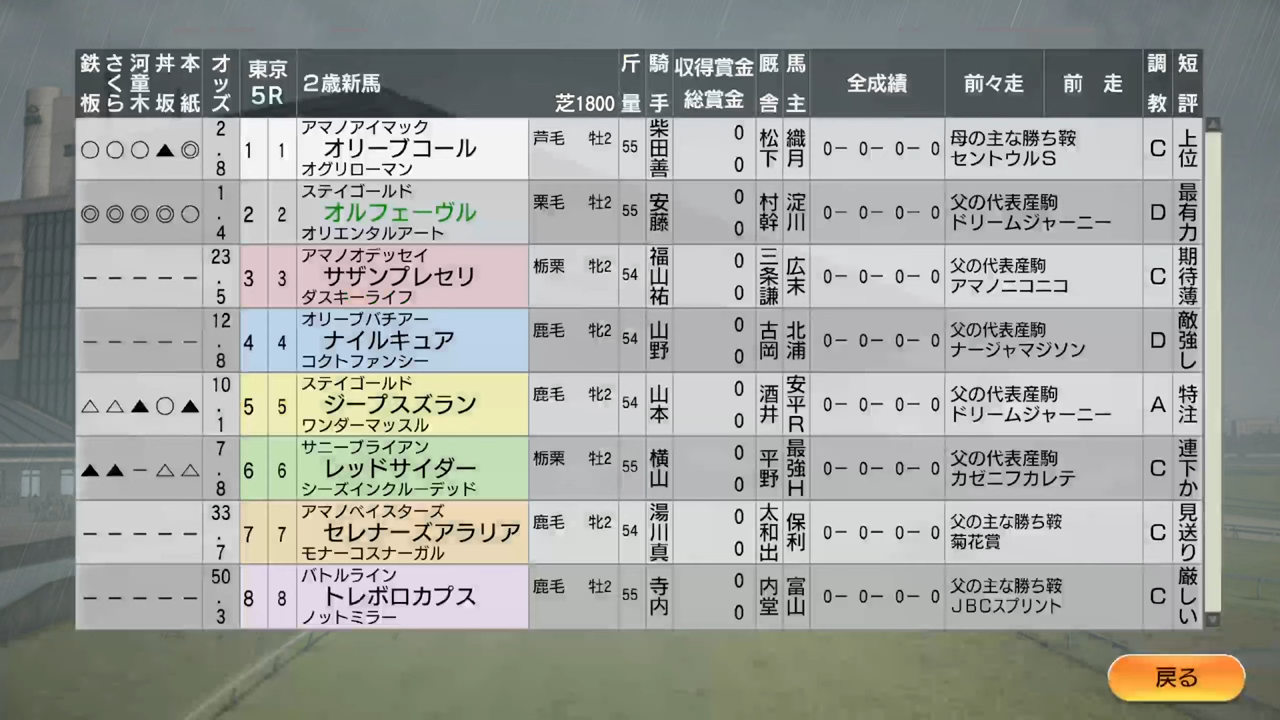 鉄板 さくら 河童木 丼坂 本紙 オッズ 東京 5R 2歳新馬 芝1800 斤量 騎手 収得賞金 総賞金 厩舎 馬主 全成績 前々走 前 走 調教 短評
○○○▲◎ 2.8 1 1 アマノアイマック
オリーブコール
オグリローマン
芦毛 牡2 55 柴田善 0 0 松下 織月 0- 0- 0- 0 母の主な勝ち鞍
セントウルS
C 上位
◎◎◎◎○ 1.4 2 2 ステイゴールド
オルフェーヴル
オリエンタルアート
栗毛 牡2 55 安藤 0 0 村幹 淀川 0- 0- 0- 0 父の代表産駒
ドリームジャーニー
D 最有力
----- 23.5 3 3 アマノオデッセイ
サザンプレセリ
ダスキーライフ
栃栗 牝2 54 福山祐 0 0 三条謙 広末 0- 0- 0- 0 父の代表産駒
アマノニコニコ
C 期待薄
----- 12.8 4 4 オリーブバチアー
ナイルキュア
コクトファンシー
鹿毛 牝2 54 山野 0 0 古岡 北浦 0- 0- 0- 0 父の代表産駒
ナージャマジソン
D 敵強し
△△▲○▲ 10.1 5 5 ステイゴールド
ジープスズラン
ワンダーマッスル
鹿毛 牝2 54 山本 0 0 酒井 安平R 0- 0- 0- 0 父の代表産駒
ドリームジャーニー
A 特注
▲▲-△△ 7.8 6 6 サニーブライアン
レッドサイダー
シーズインクルーデッド
栃栗 牡2 55 横山 0 0 平野 最強H 0- 0- 0- 0 父の代表産駒
カゼニフカレテ
C 連下か
----- 33.7 7 7 アマノベイスターズ
セレナーズアラリア
モナーコスナーガル
鹿毛 牝2 54 湯川真 0 0 太和出 保利 0- 0- 0- 0 父の主な勝ち鞍
菊花賞
C 見送り
----- 50.3 8 8 バトルライン
トレボロカプス
ノットミラー
鹿毛 牡2 55 寺内 0 0 内堂 富山 0- 0- 0- 0 父の主な勝ち鞍
JBCスプリント
C 厳しい
戻る